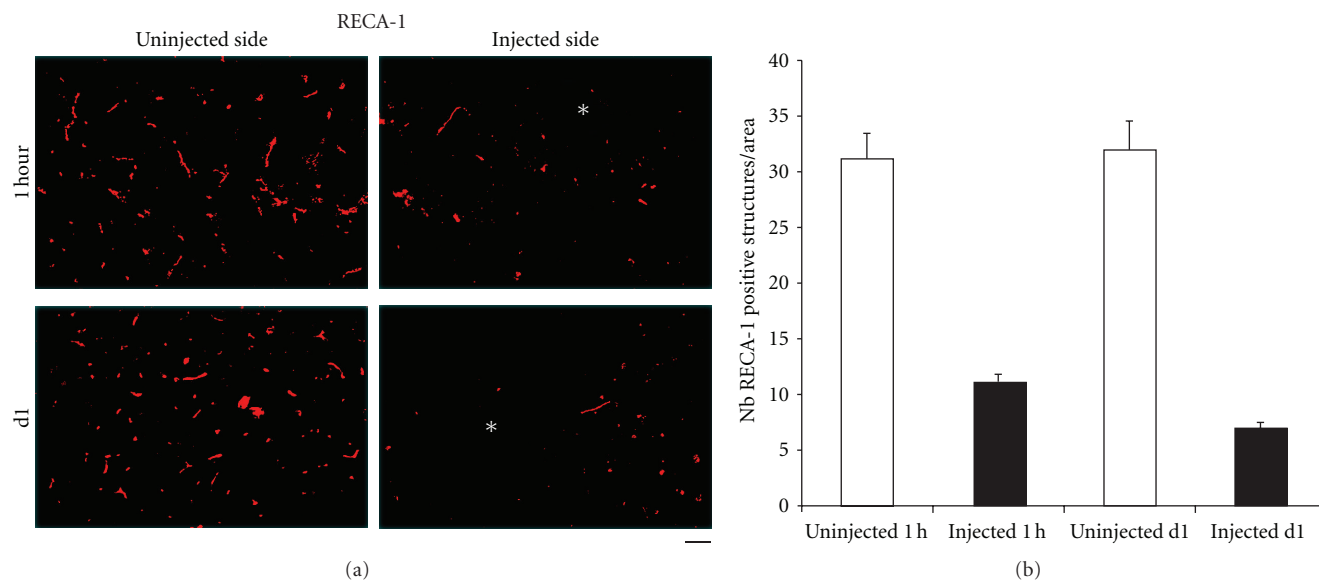 RECA-1
Uninjected side
Injected side
1 hour
*
d1
*
(a)
Nb RECA-1 positive structures/area
40
35
30
25
20
15
10
5
0
Uninjected 1 h
Injected 1 h
Uninjected d1
Injected d1
(b)